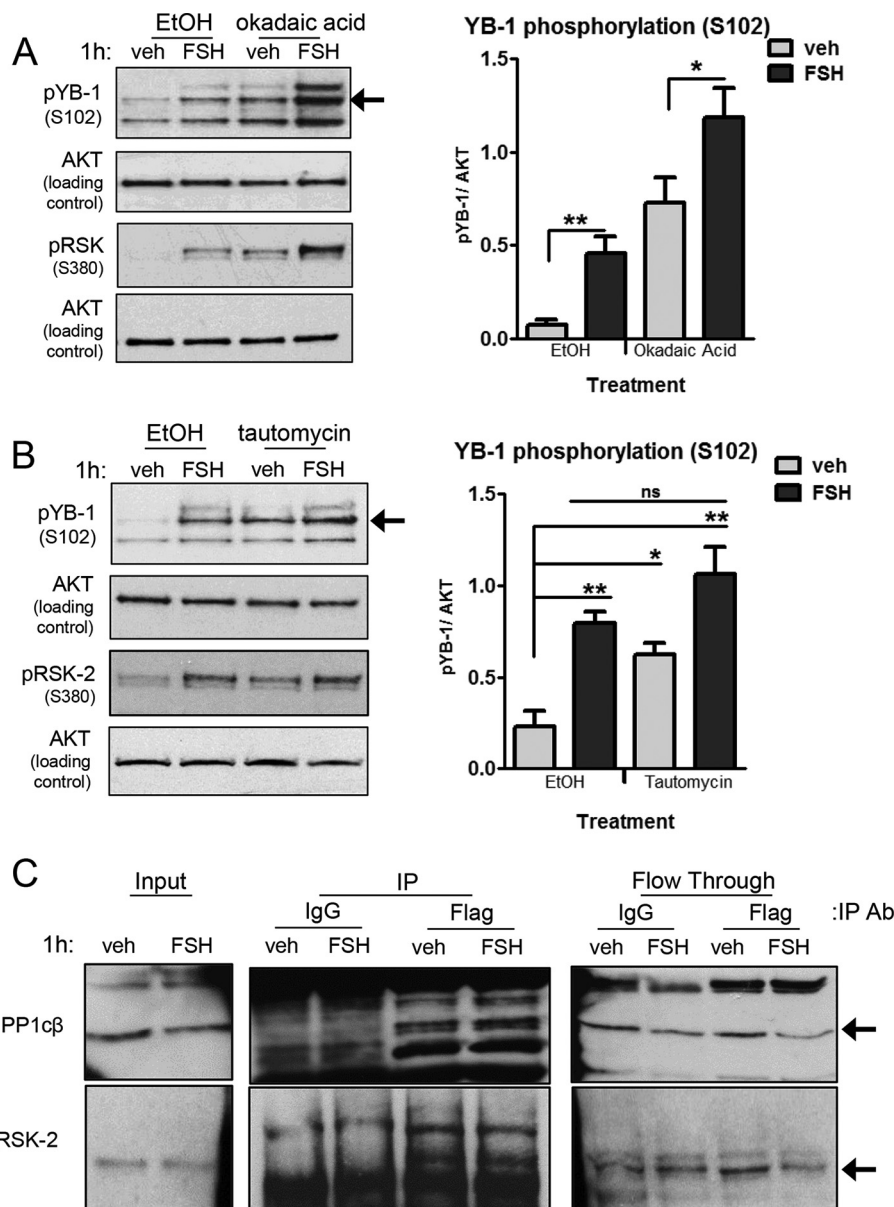 A
EtOH okadaic acid
1h: veh FSH veh FSH
pYB-1
(S102)
AKT
(loading
control)
pRSK
(S380)
AKT
(loading
control)
YB-1 phosphorylation (S102)
veh
FSH
pYB-1/ AKT
1.5
1.0
0.5
0.0
**
*
EtOH Okadaic Acid
Treatment
B
EtOH tautomycin
1h: veh FSH veh FSH
pYB-1
(S102)
AKT
(loading
control)
pRSK-2
(S380)
AKT
(loading
control)
YB-1 phosphorylation (S102)
veh
FSH
pYB-1/ AKT
1.5
1.0
0.5
0.0
ns
**
*
**
EtOH Tautomycin
Treatment
C
Input IP Flow Through
IgG Flag IgG Flag :IP Ab
1h: veh FSH veh FSH veh FSH veh FSH veh FSH
PP1cβ
RSK-2